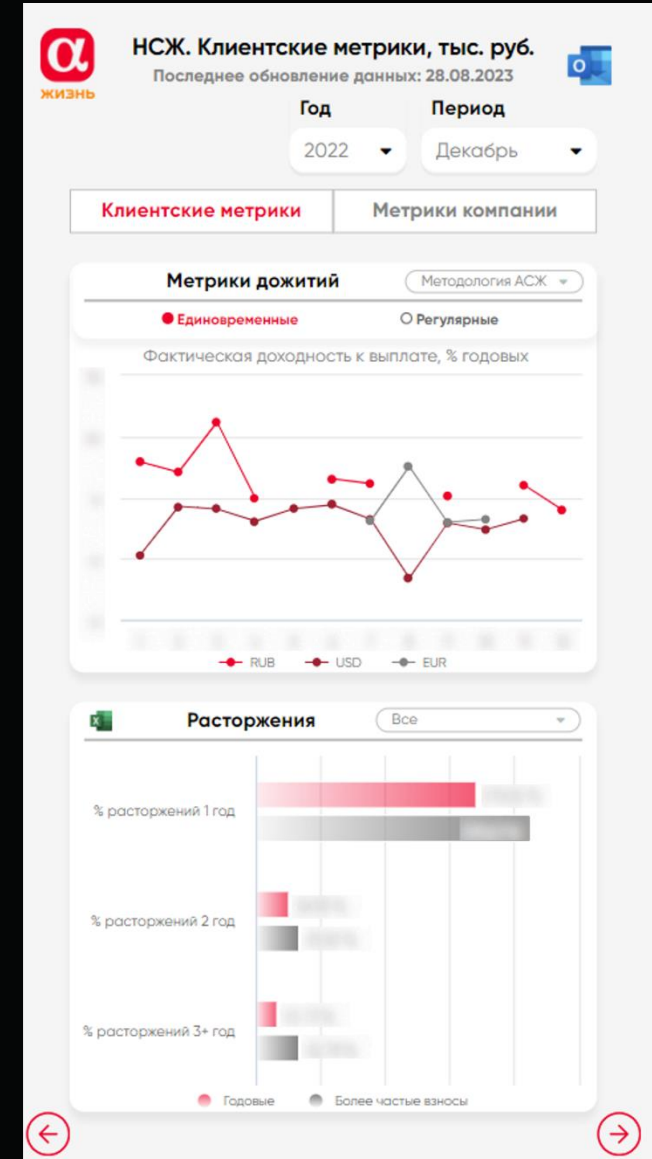 α
НСЖ. Клиентские метрики, тыс. руб.
Последнее обновление данных: 28.08.2023
жизнь
Год
Период
2022
Декабрь
Клиентские метрики
Метрики компании
Метрики дожитий
Методология АСЖ
Единовременные
Регулярные
Фактическая доходность к выплате, % годовых
RUB
USD
EUR
Расторжения
Все
% расторжений 1 год
% расторжений 2 год
% расторжений 3+ год
Годовые
Более частые взносы